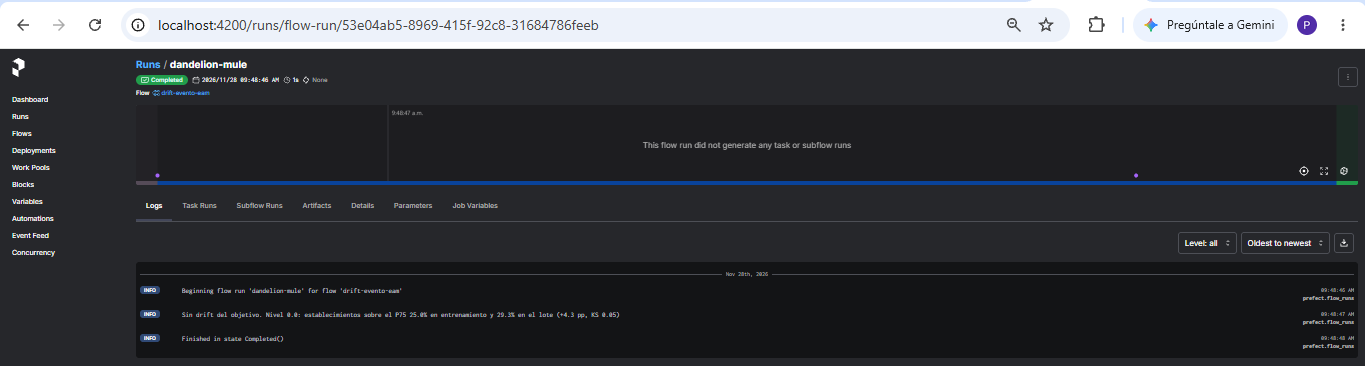 localhost:4200/runs/flow-run/53e04ab5-8969-415f-92c8-31684786feeb
Pregúntale a Gemini
P
Runs / dandelion-mule
Completed 2026/11/28 09:48:46 AM 1s None
Flow drift-evento-eam
Dashboard
Runs
Flows
Deployments
Work Pools
Blocks
Variables
Automations
Event Feed
Concurrency
9:48:47 a.m.
This flow run did not generate any task or subflow runs
Logs Task Runs Subflow Runs Artifacts Details Parameters Job Variables
Level: all Oldest to newest
Nov 28th, 2026
INFO Beginning flow run 'dandelion-mule' for flow 'drift-evento-eam' 09:48:46 AM
prefect.flow_runs
INFO Sin drift del objetivo. Nivel 0.0: establecimientos sobre el P75 25.0% en entrenamiento y 29.3% en el lote (+4.3 pp, KS 0.05) 09:48:47 AM
prefect.flow_runs
INFO Finished in state Completed() 09:48:48 AM
prefect.flow_runs